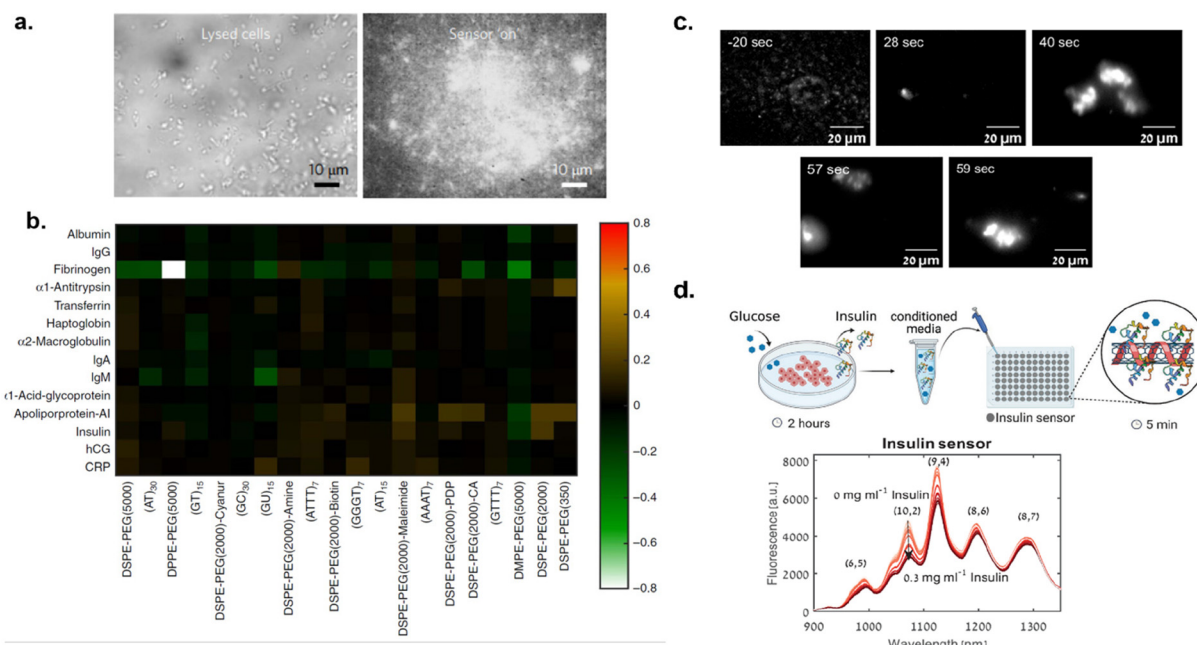 a.
Lysed cells
10 µm
Sensor 'on'
10 µm
b.
Albumin
IgG
Fibrinogen
α1-Antitrypsin
Transferrin
Haptoglobin
α2-Macroglobulin
IgA
IgM
α1-Acid-glycoprotein
Apoliporprotein-AI
Insulin
hCG
CRP
DSPE-PEG(5000)
(AT)30
DPPE-PEG(5000)
(GT)15
DSPE-PEG(2000)-Cyanur
(GC)30
(GU)15
DSPE-PEG(2000)-Amine
(ATTT)7
DSPE-PEG(2000)-Biotin
(GGGT)7
(AT)15
DSPE-PEG(2000)-Maleimide
(AAAT)7
DSPE-PEG(2000)-PDP
DSPE-PEG(2000)-CA
(GTTT)7
DMPE-PEG(5000)
DSPE-PEG(2000)
DSPE-PEG(350)
0.8
0.6
0.4
0.2
0
−0.2
−0.4
−0.6
−0.8
c.
-20 sec
20 µm
28 sec
20 µm
40 sec
20 µm
57 sec
20 µm
59 sec
20 µm
d.
Glucose
Insulin
conditioned
media
2 hours
Insulin sensor
5 min
Insulin sensor
Fluorescence [a.u.]
8000
6000
4000
2000
0
0 mg ml⁻¹ Insulin
0.3 mg ml⁻¹ Insulin
(6,5)
(10,2)
(9,4)
(8,6)
(8,7)
900
1000
1100
1200
1300
Wavelength [nm]